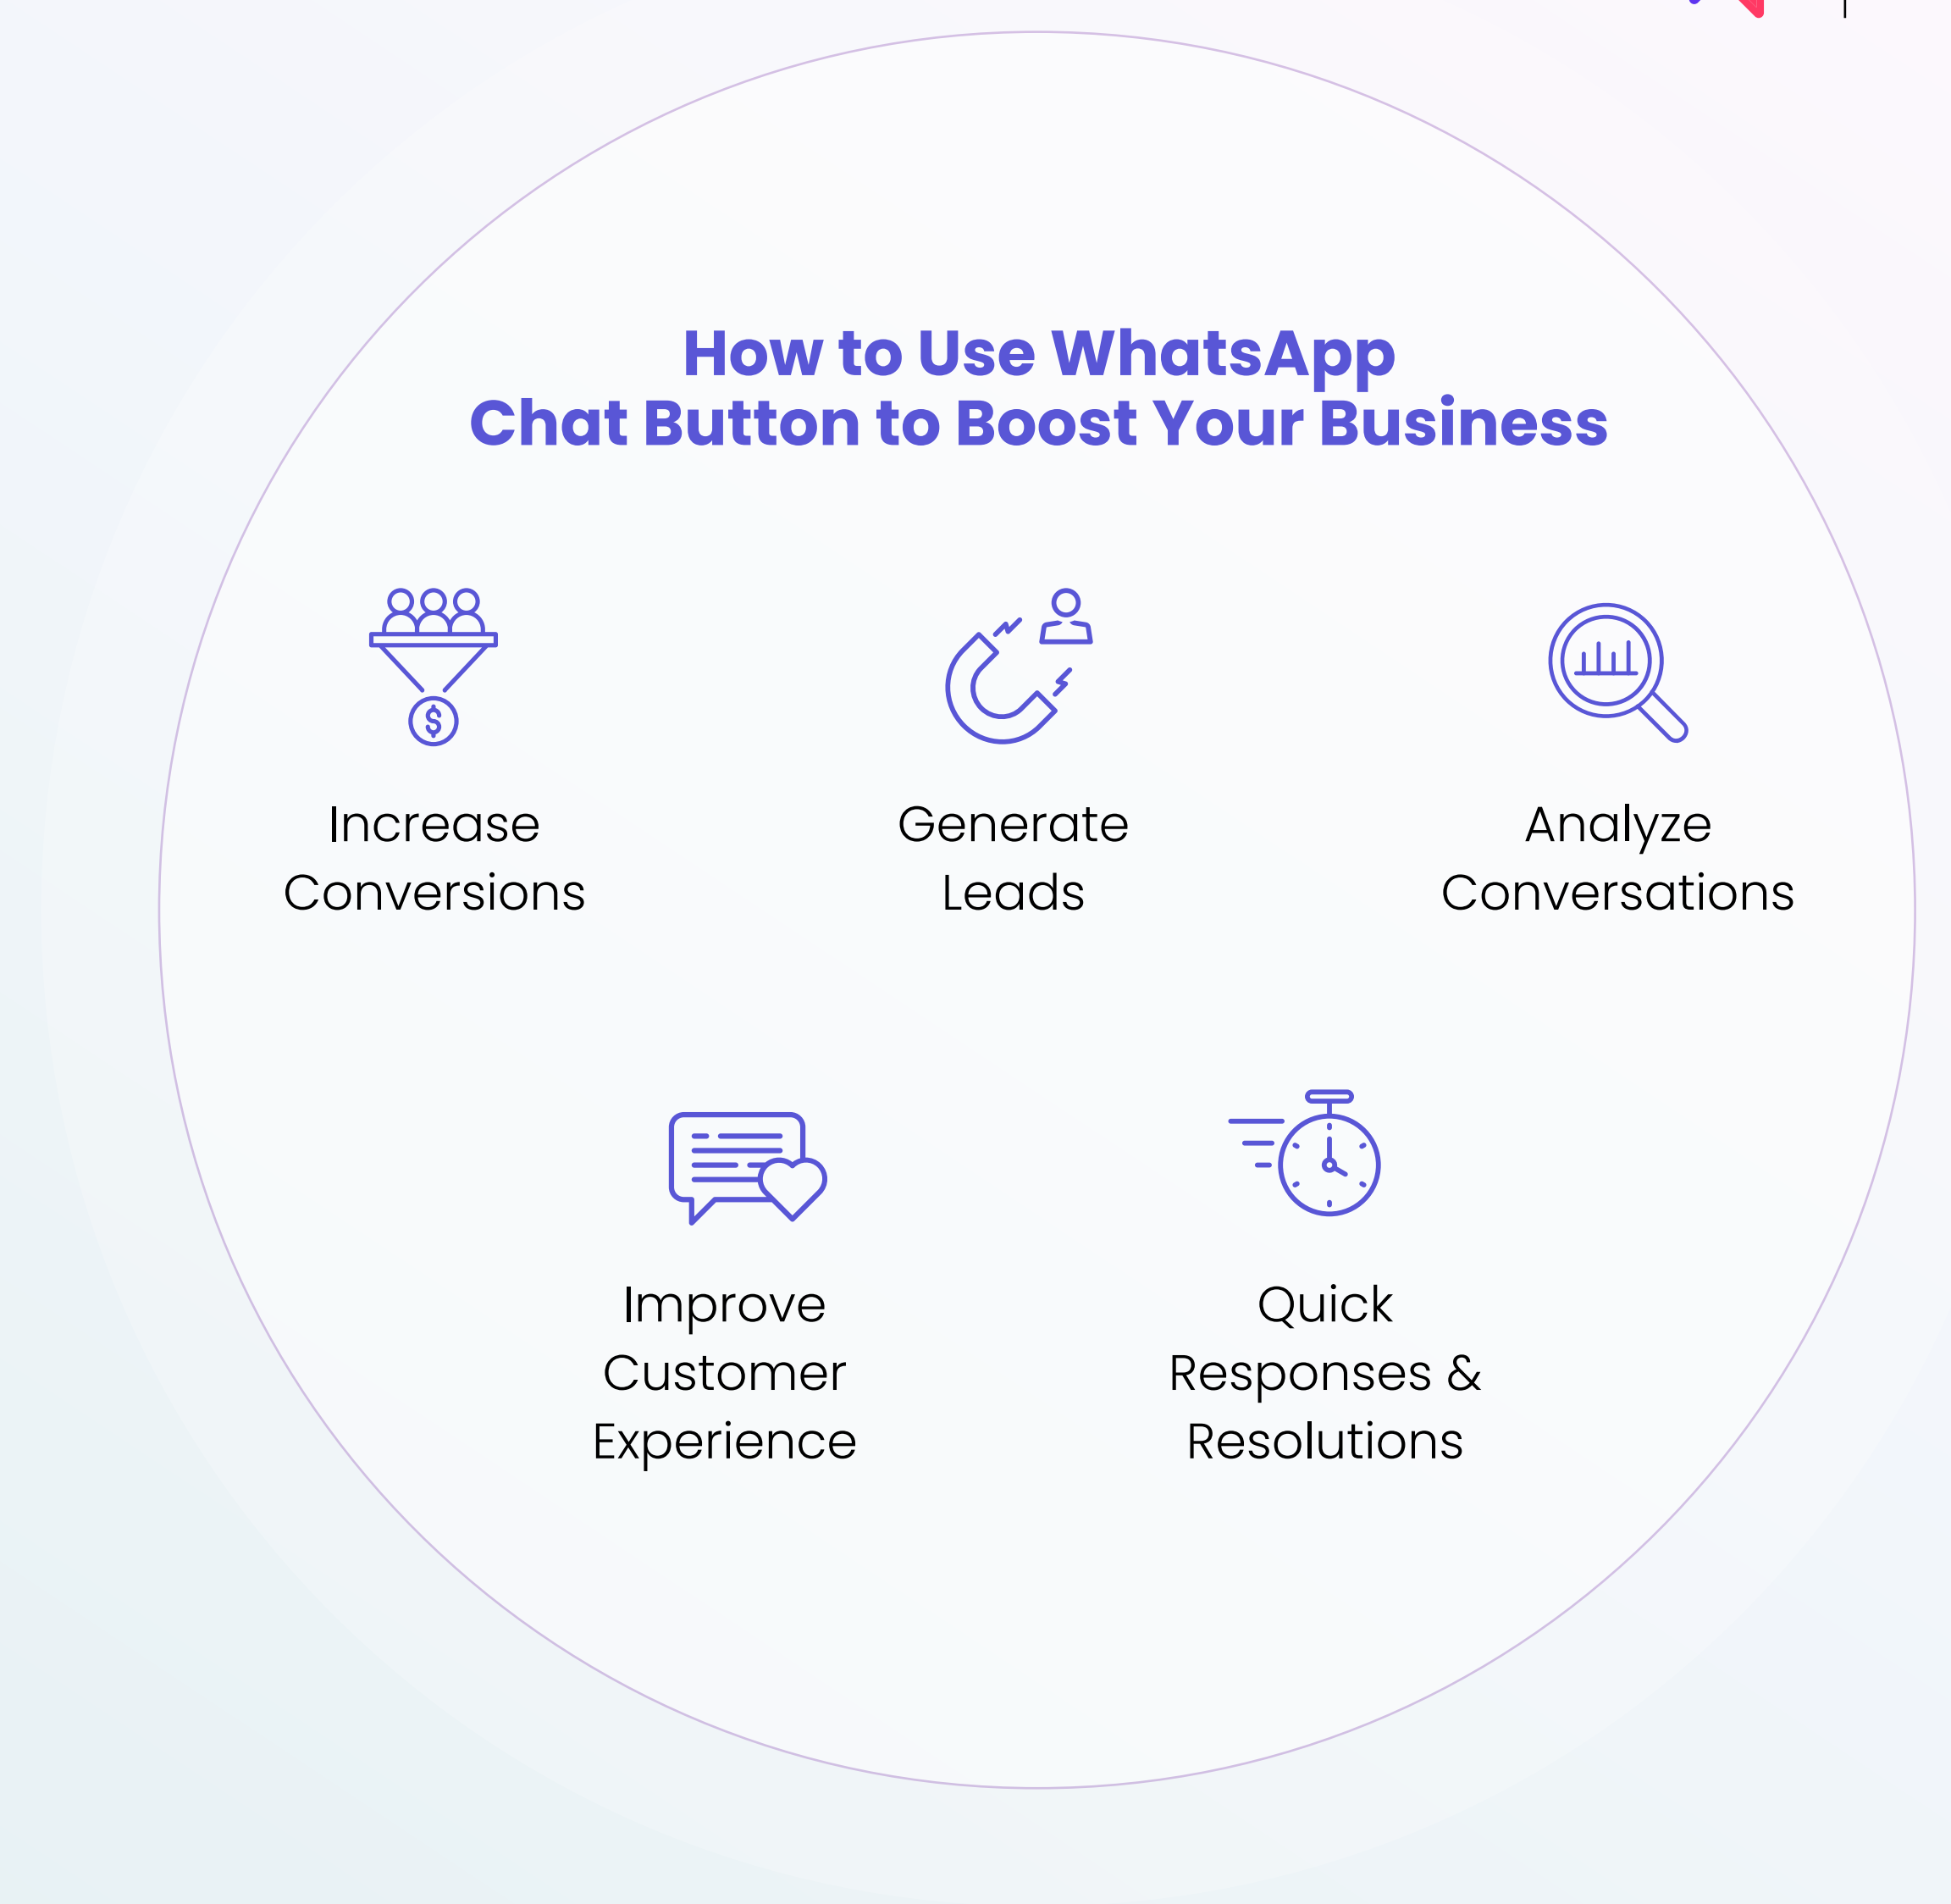 How to Use WhatsApp
Chat Button to Boost Your Business
Increase
Conversions
Generate
Leads
Analyze
Conversations
Improve
Customer
Experience
Quick
Responses &
Resolutions